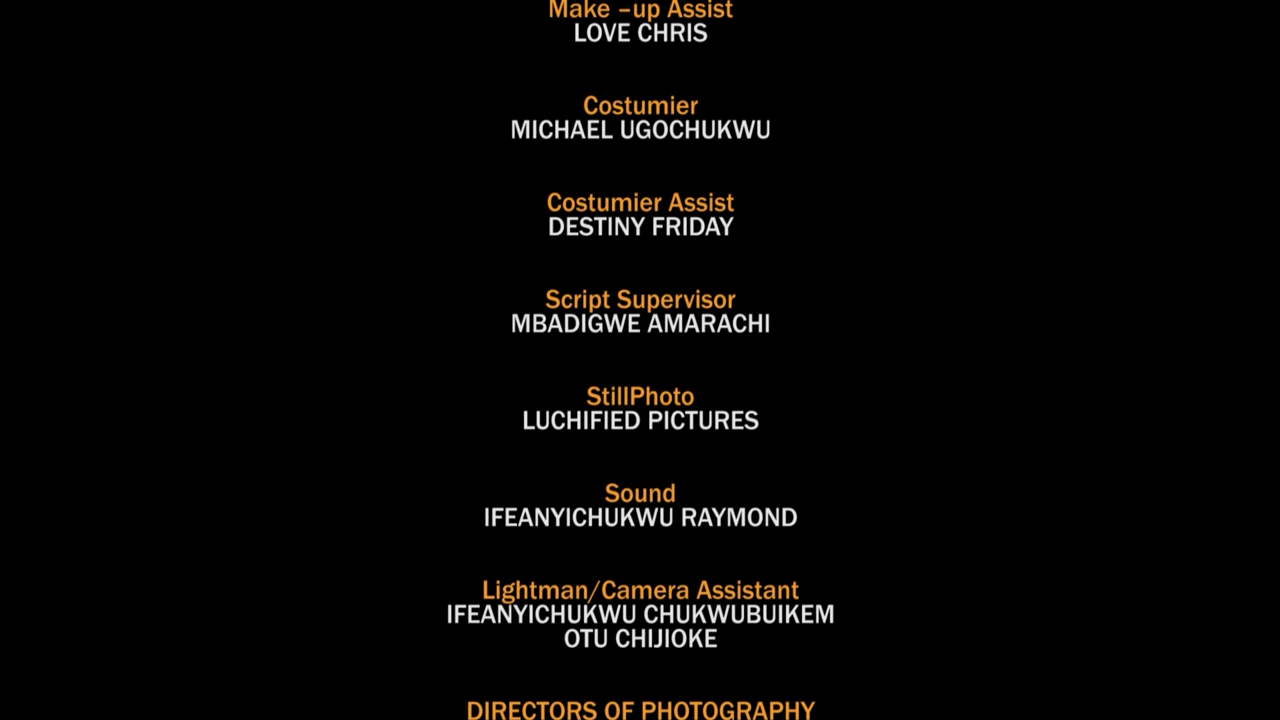 Make –up Assist
LOVE CHRIS
Costumier
MICHAEL UGOCHUKWU
Costumier Assist
DESTINY FRIDAY
Script Supervisor
MBADIGWE AMARACHI
StillPhoto
LUCHIFIED PICTURES
Sound
IFEANYICHUKWU RAYMOND
Lightman/Camera Assistant
IFEANYICHUKWU CHUKWUBUIKEM
OTU CHIJIOKE
DIRECTORS OF PHOTOGRAPHY